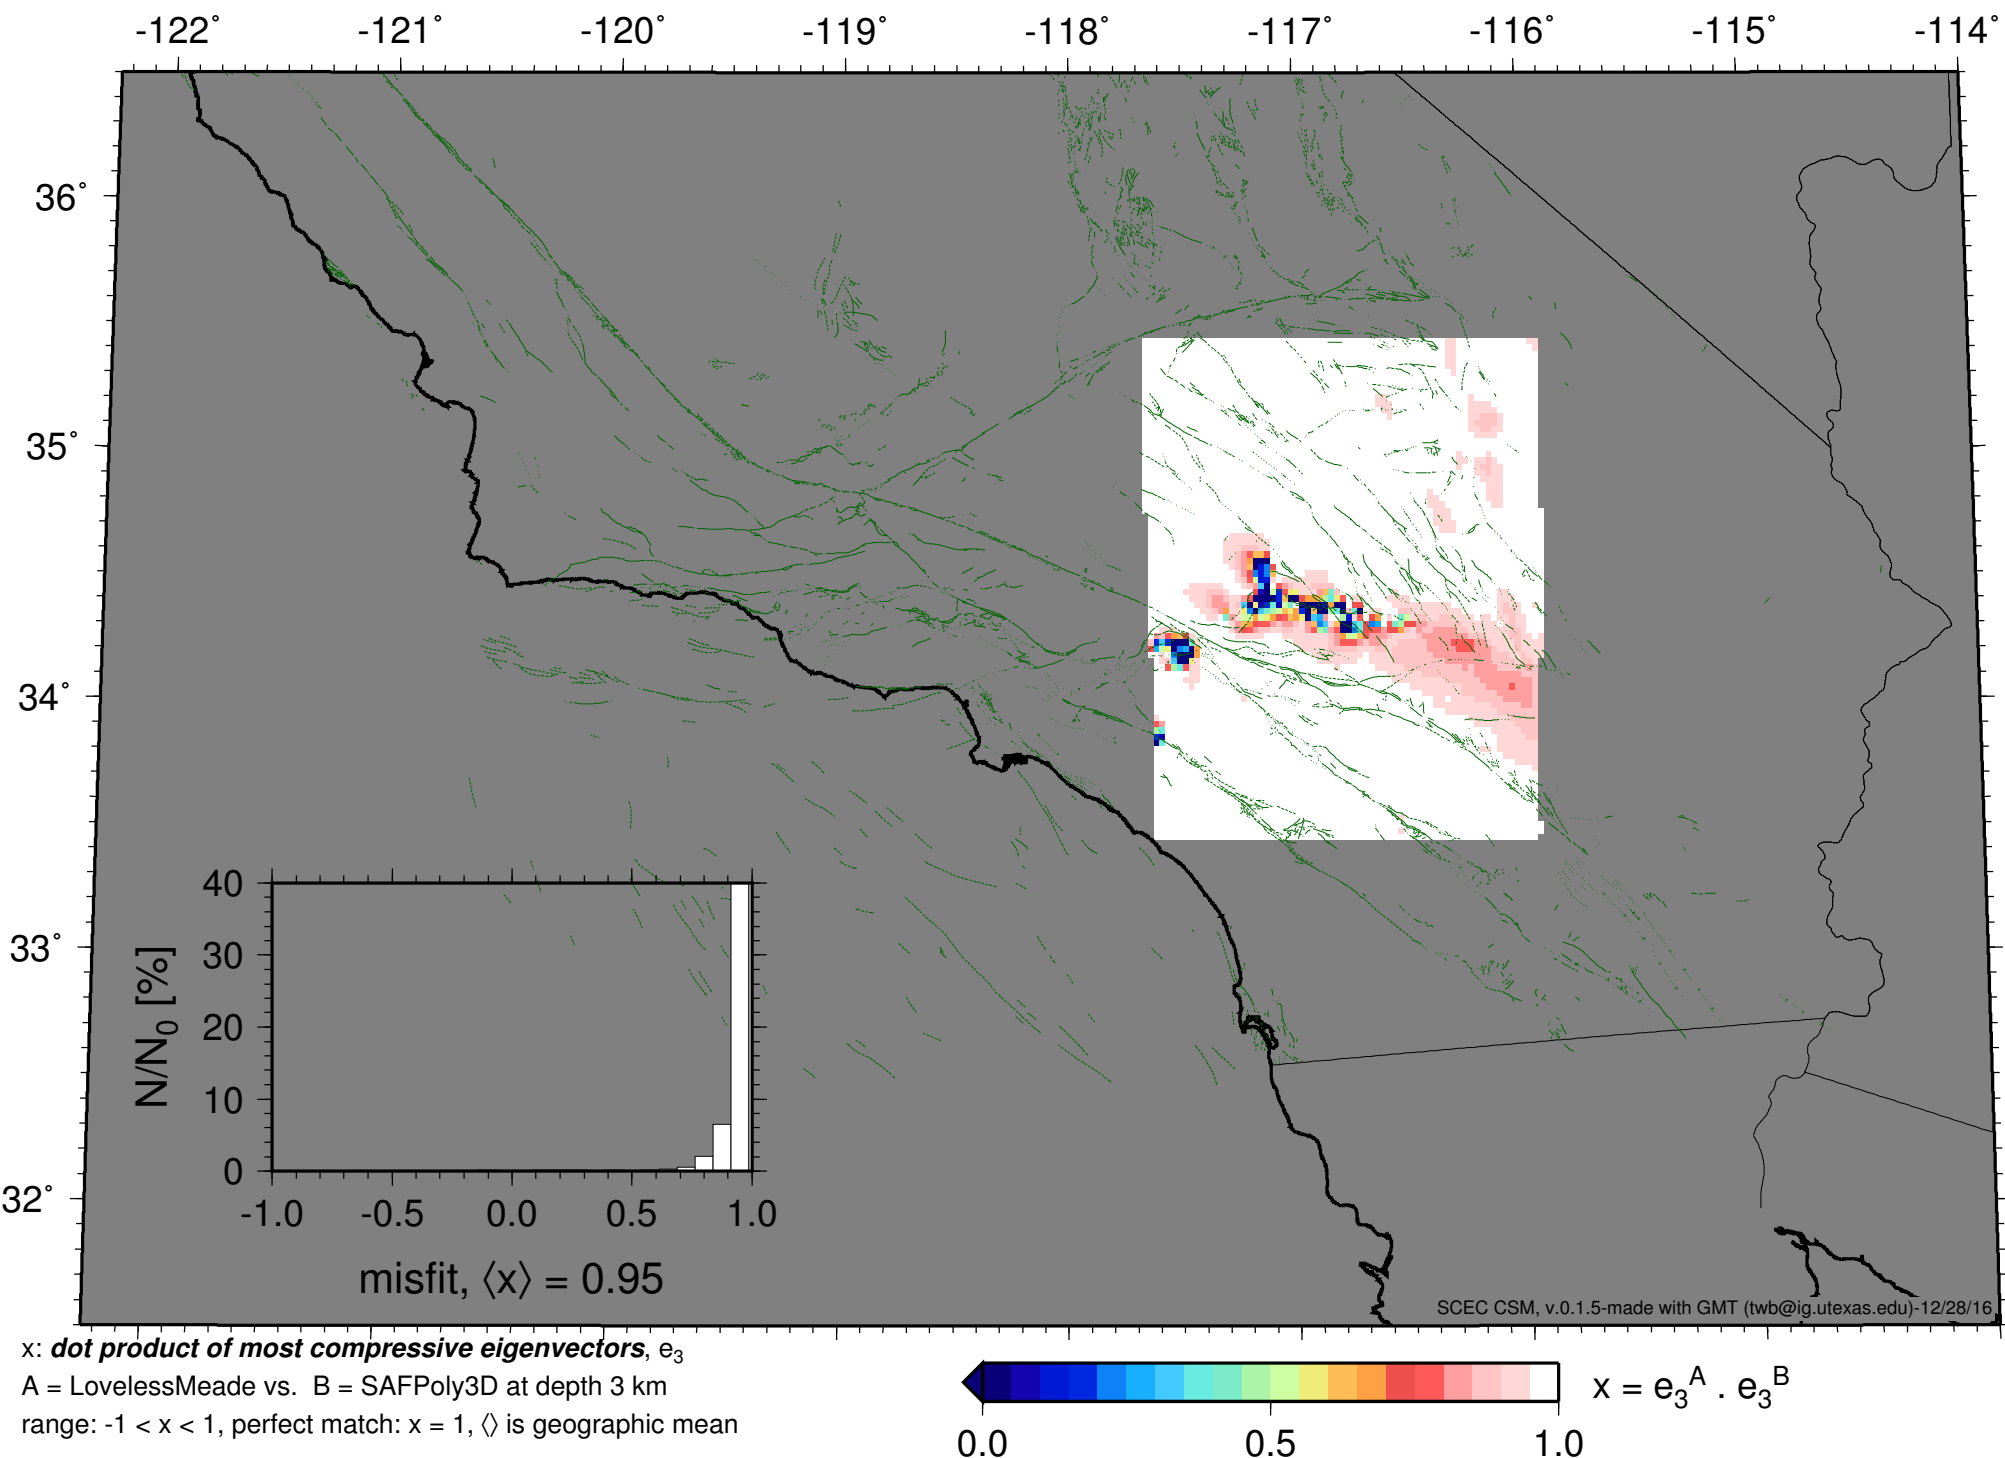 -122˚ -121˚ -120˚ -119˚ -118˚ -117˚ -116˚ -115˚ -114˚
36˚
35˚
34˚
33˚
32˚
40
30
20
10
0
N/N0 [%]
-1.0 -0.5 0.0 0.5 1.0
misfit, ⟨x⟩ = 0.95
SCEC CSM, v.0.1.5-made with GMT (twb@ig.utexas.edu)-12/28/16
x: dot product of most compressive eigenvectors, e3
A = LovelessMeade vs. B = SAFPoly3D at depth 3 km
range: -1 < x < 1, perfect match: x = 1, ⟨⟩ is geographic mean
x = e3A . e3B
0.0 0.5 1.0